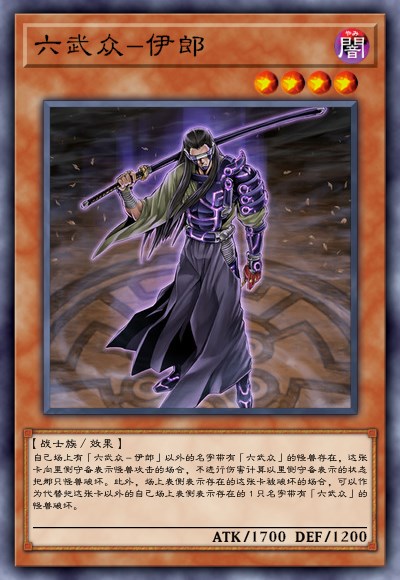 六武众-伊郎
やみ
闇
【战士族/效果】
自己场上有「六武众-伊郎」以外的名字带有「六武众」的怪兽存在，这张
卡向里侧守备表示怪兽攻击的场合，不进行伤害计算以里侧守备表示的状态
把那只怪兽破坏。此外，场上表侧表示存在的这张卡被破坏的场合，可以作
为代替把这张卡以外的自己场上表侧表示存在的1只名字带有「六武众」的
怪兽破坏。
ATK/1700 DEF/1200